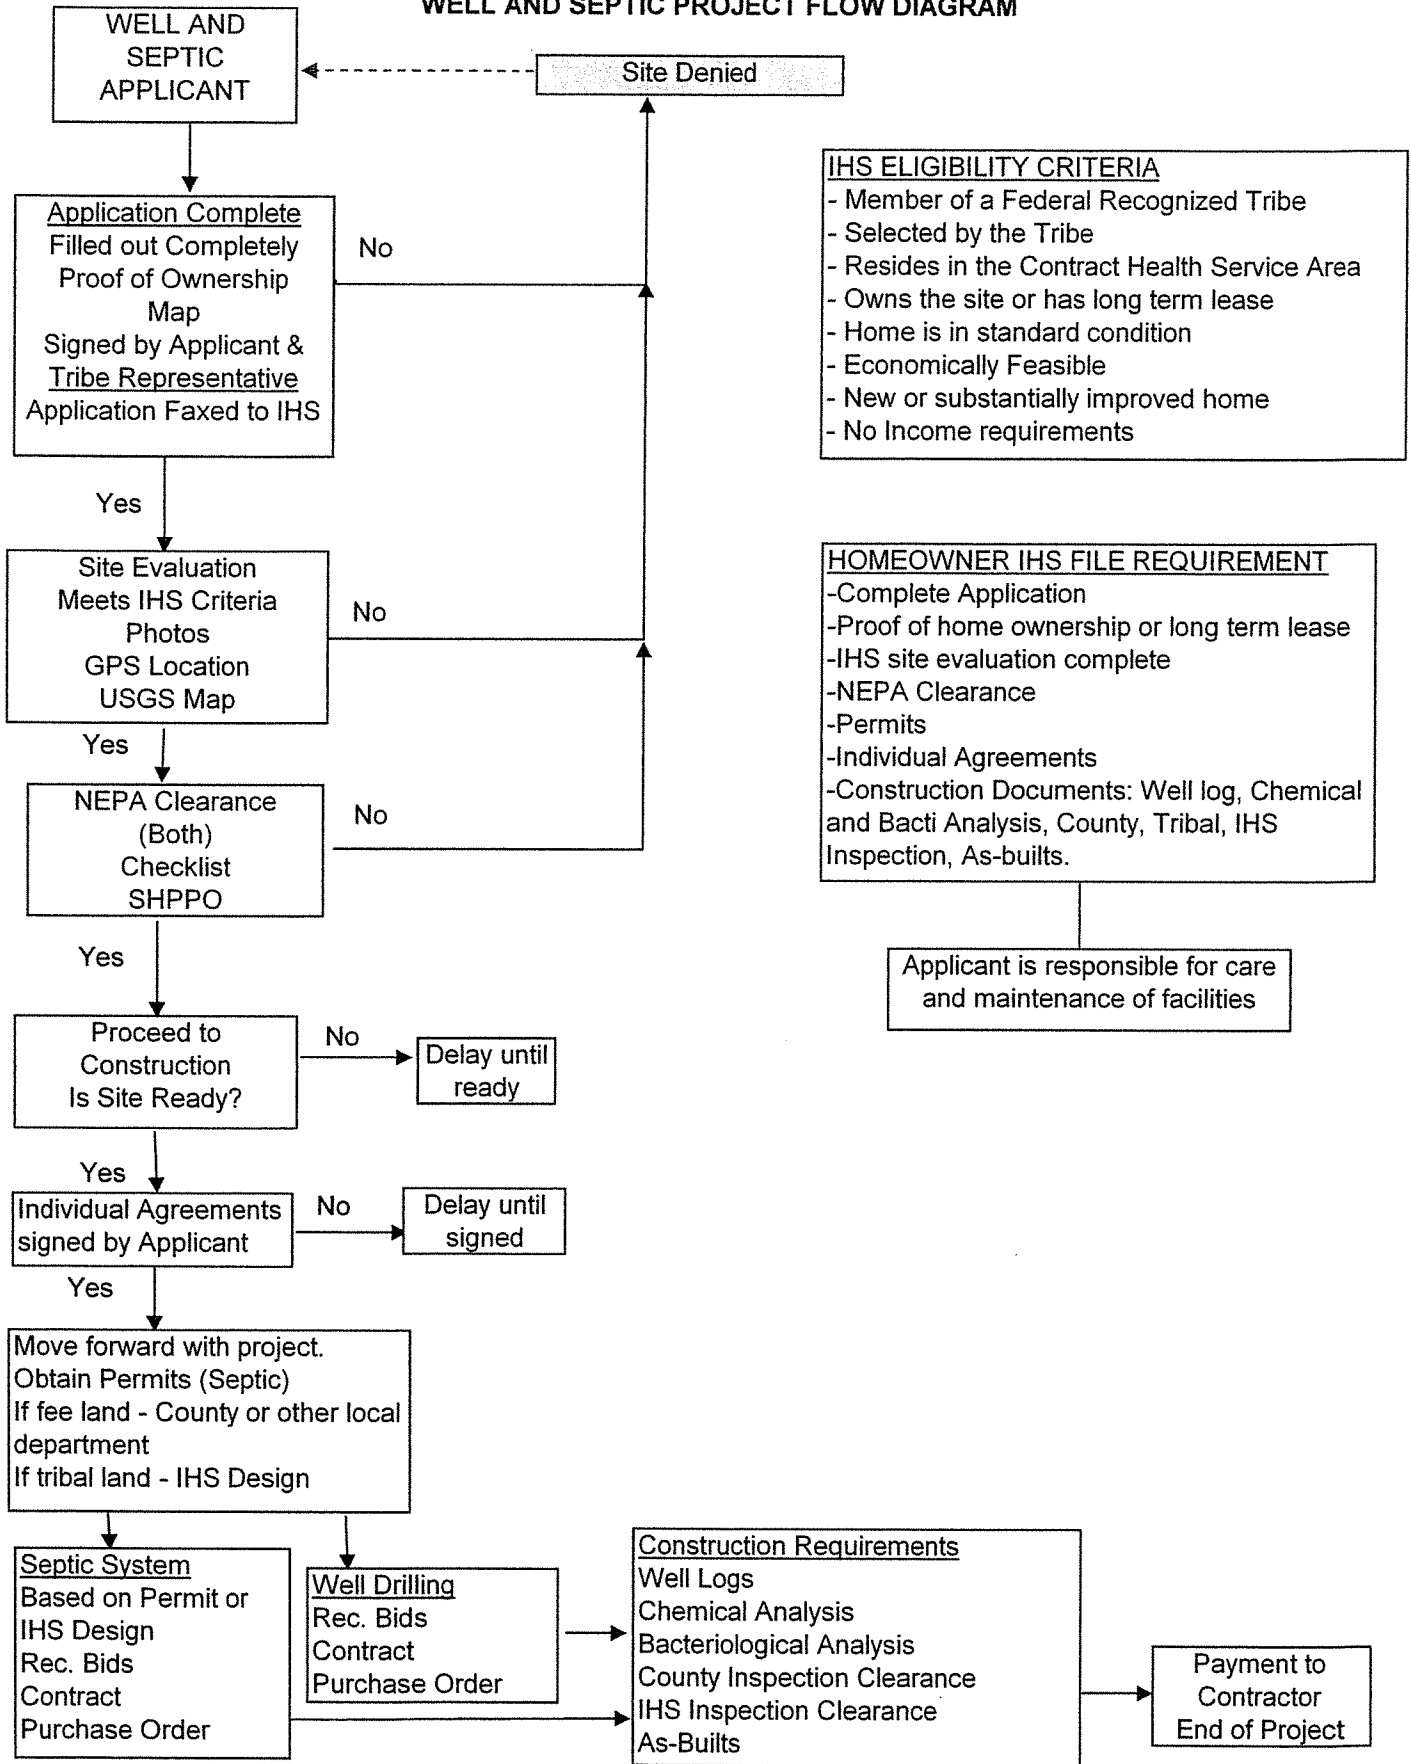 WELL AND SEPTIC PROJECT FLOW DIAGRAM
WELL AND
SEPTIC
APPLICANT
Site Denied
Application Complete
Filled out Completely
Proof of Ownership
Map
Signed by Applicant &
Tribe Representative
Application Faxed to IHS
No
Yes
Site Evaluation
Meets IHS Criteria
Photos
GPS Location
USGS Map
No
Yes
NEPA Clearance
(Both)
Checklist
SHPPO
No
Yes
Proceed to
Construction
Is Site Ready?
No
Delay until
ready
Yes
Individual Agreements
signed by Applicant
No
Delay until
signed
Yes
Move forward with project.
Obtain Permits (Septic)
If fee land - County or other local
department
If tribal land - IHS Design
Septic System
Based on Permit or
IHS Design
Rec. Bids
Contract
Purchase Order
Well Drilling
Rec. Bids
Contract
Purchase Order
Construction Requirements
Well Logs
Chemical Analysis
Bacteriological Analysis
County Inspection Clearance
IHS Inspection Clearance
As-Builts
Payment to
Contractor
End of Project
IHS ELIGIBILITY CRITERIA
- Member of a Federal Recognized Tribe
- Selected by the Tribe
- Resides in the Contract Health Service Area
- Owns the site or has long term lease
- Home is in standard condition
- Economically Feasible
- New or substantially improved home
- No Income requirements
HOMEOWNER IHS FILE REQUIREMENT
-Complete Application
-Proof of home ownership or long term lease
-IHS site evaluation complete
-NEPA Clearance
-Permits
-Individual Agreements
-Construction Documents: Well log, Chemical
and Bacti Analysis, County, Tribal, IHS
Inspection, As-builts.
Applicant is responsible for care
and maintenance of facilities